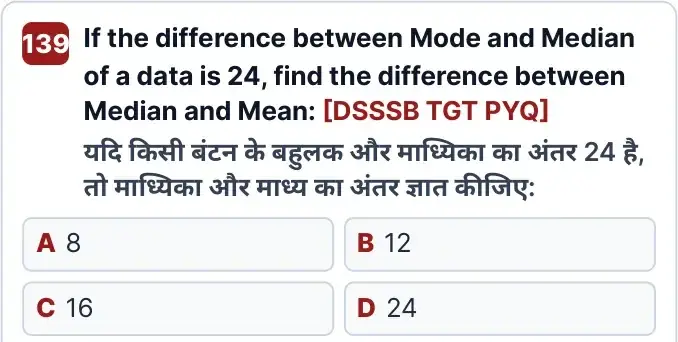 139 If the difference between Mode and Median
of a data is 24, find the difference between
Median and Mean: [DSSSB TGT PYQ]
यदि किसी बंटन के बहुलक और माध्यिका का अंतर 24 है,
तो माध्यिका और माध्य का अंतर ज्ञात कीजिए:
A 8
B 12
C 16
D 24